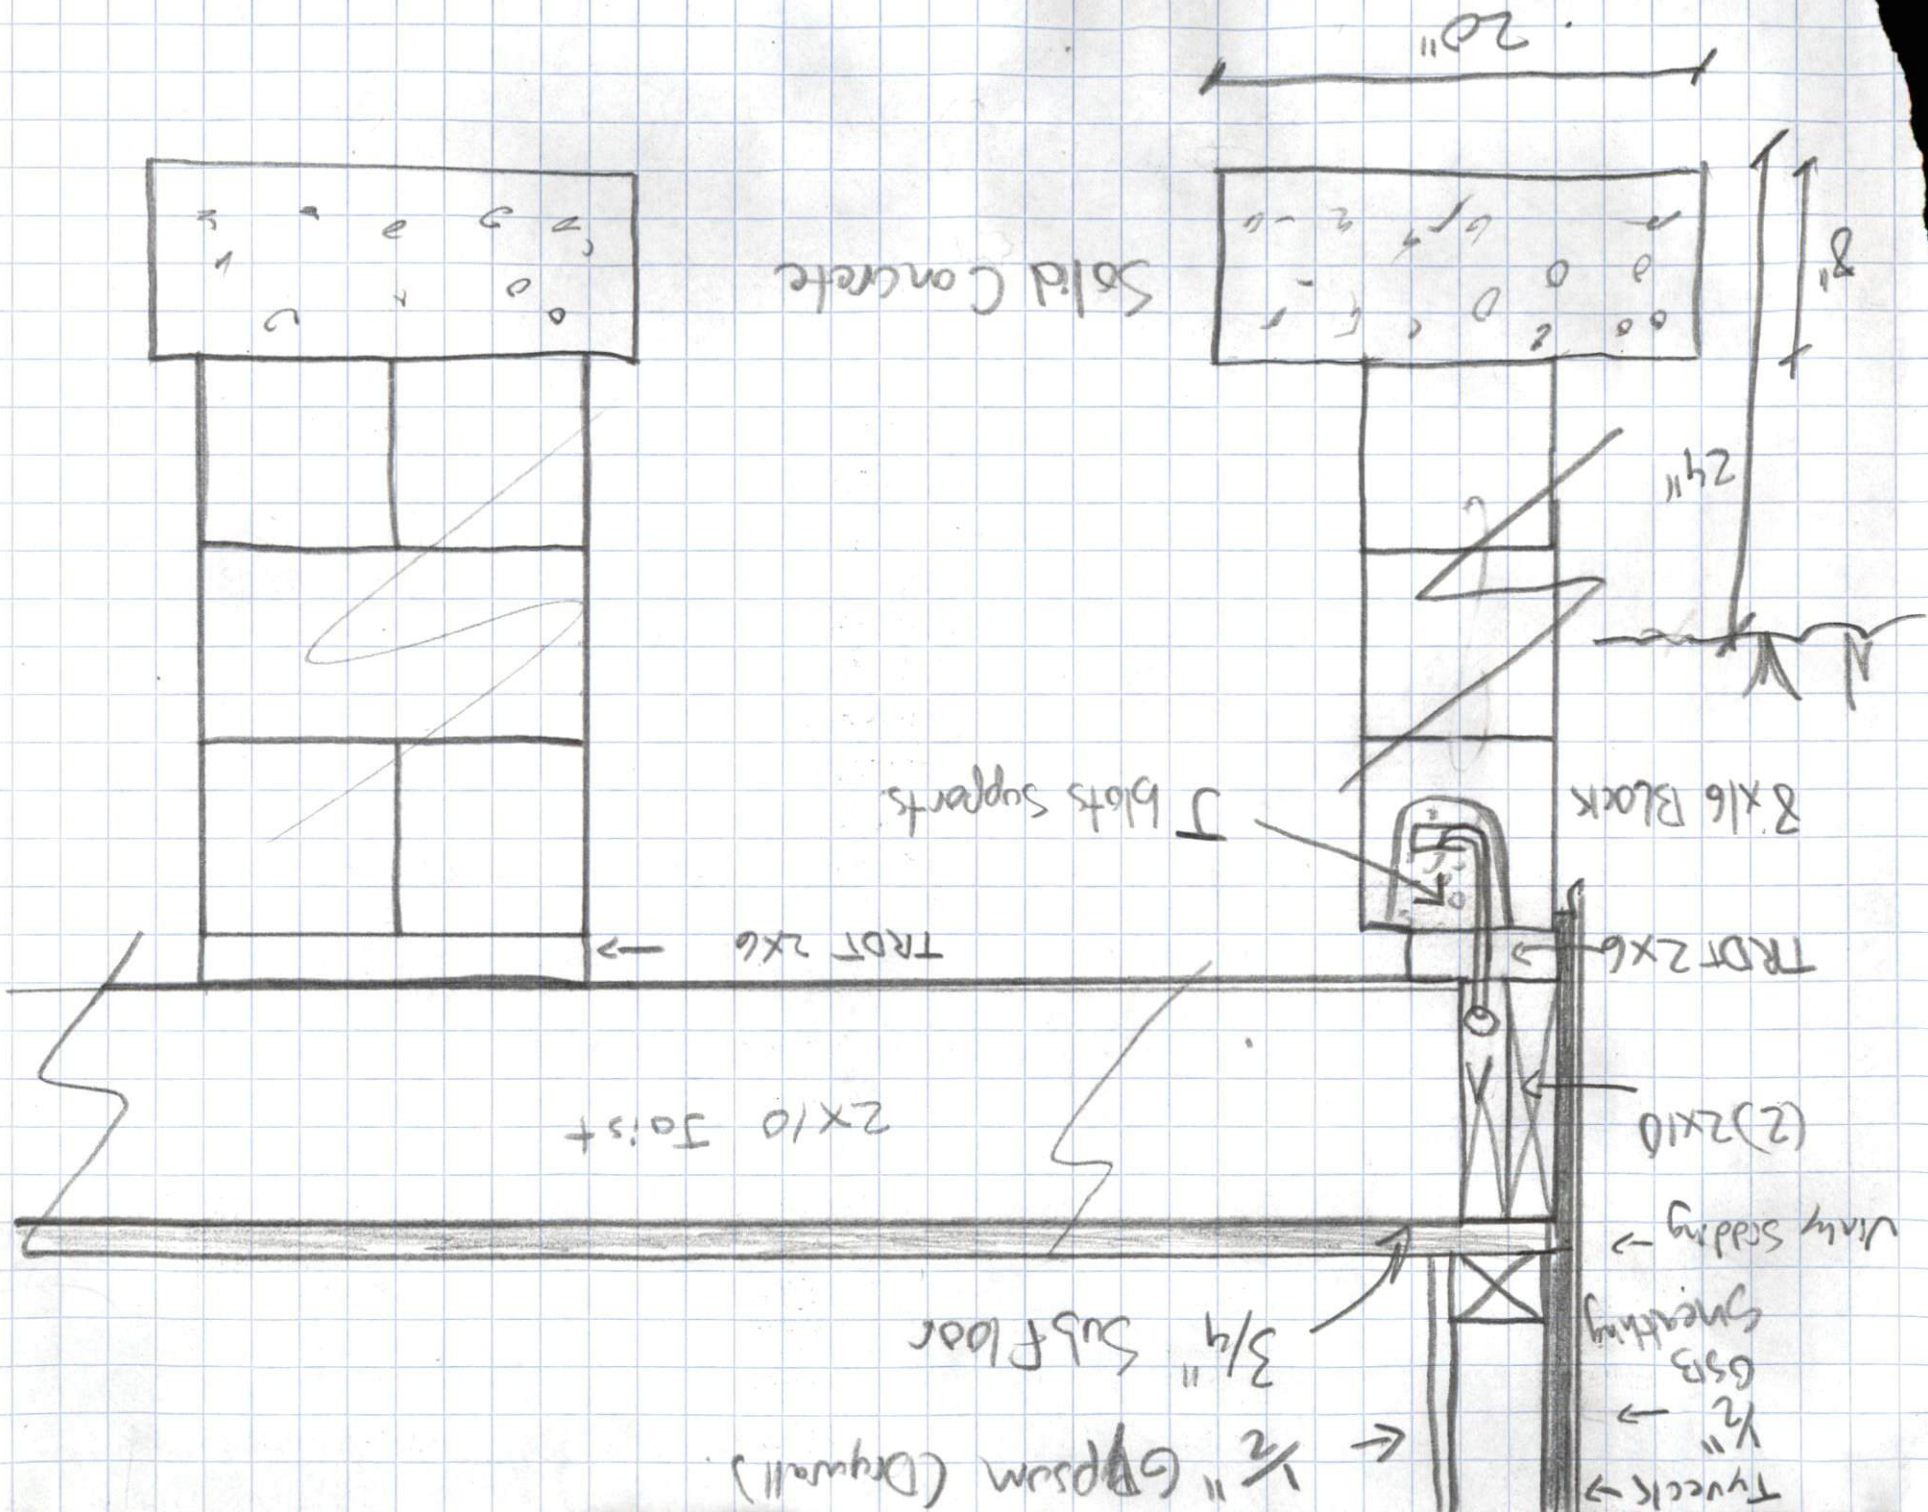 Tyveck
1/2"
OSB
Sheathing
1/2" Gypsum (Drywall)
3/4" Subfloor
Vinly Sidding
(2) 2x10
2x10 Joist
TRDT 2x6
TRDT 2x6
8x16 Block
J blots supports
24"
8"
Solid Concrete
20"